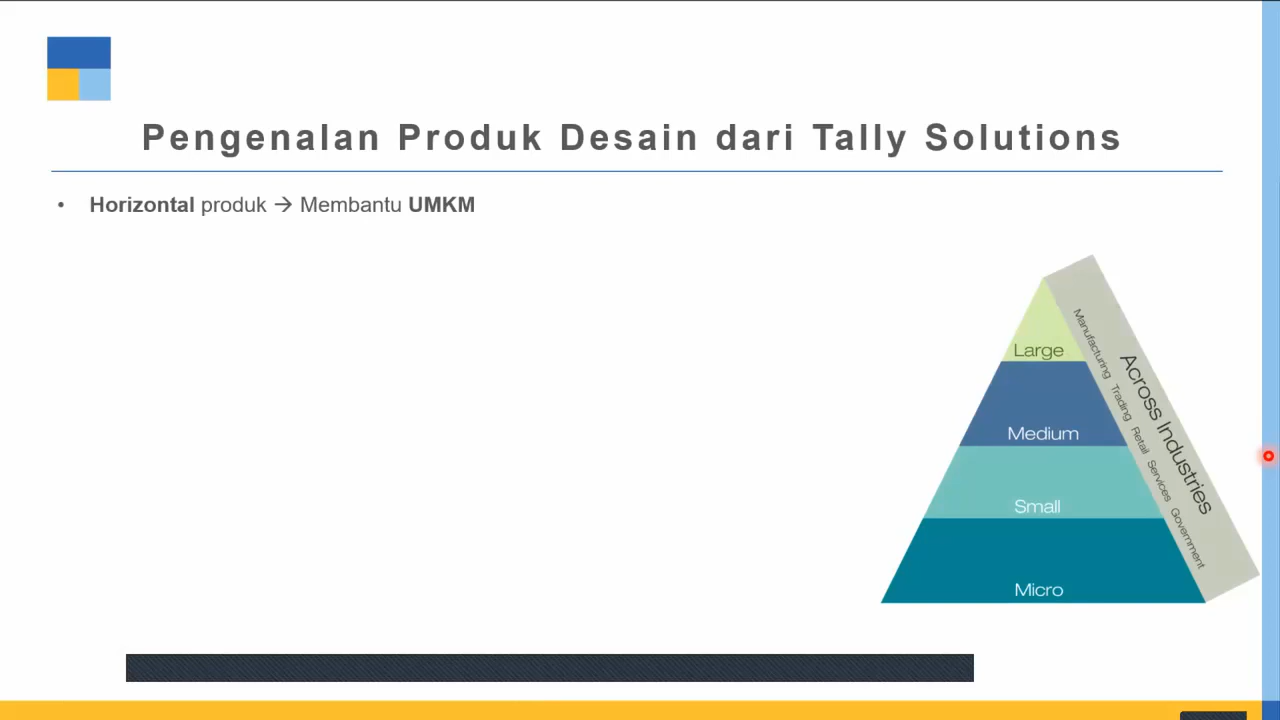 Pengenalan Produk Desain dari Tally Solutions
• Horizontal produk → Membantu UMKM
Large
Medium
Small
Micro
Across Industries
Manufacturing Trading Retail Services Government